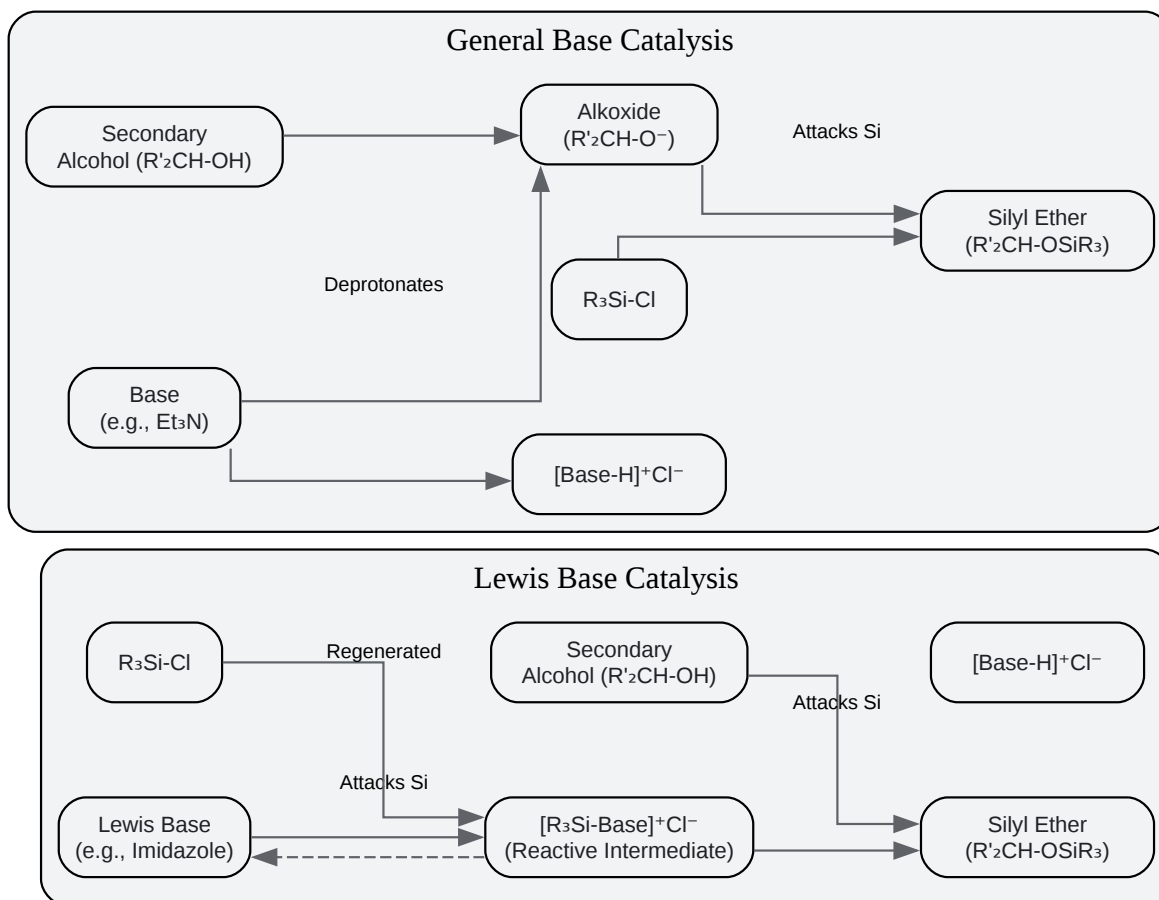 General Base Catalysis
Secondary
Alcohol (R'₂CH-OH)
Alkoxide
(R'₂CH-O⁻)
Attacks Si
Silyl Ether
(R'₂CH-OSiR₃)
Deprotonates
R₃Si-Cl
Base
(e.g., Et₃N)
[Base-H]⁺Cl⁻
Lewis Base Catalysis
R₃Si-Cl
Regenerated
Secondary
Alcohol (R'₂CH-OH)
[Base-H]⁺Cl⁻
Attacks Si
Attacks Si
Lewis Base
(e.g., Imidazole)
[R₃Si-Base]⁺Cl⁻
(Reactive Intermediate)
Silyl Ether
(R'₂CH-OSiR₃)